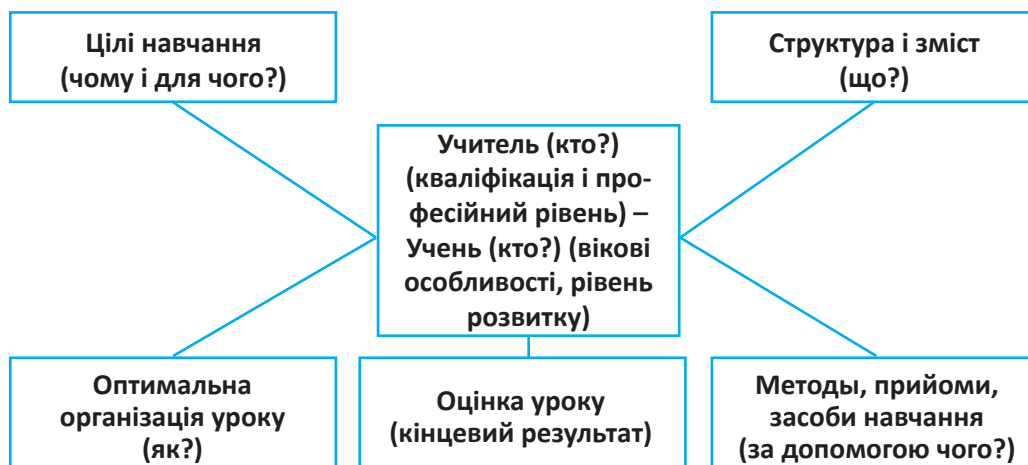 Цілі навчання
(чому і для чого?)
Структура і зміст
(що?)
Учитель (кто?)
(кваліфікація і про-
фесійний рівень) –
Учень (кто?) (вікові
особливості, рівень
розвитку)
Оптимальна
організація уроку
(як?)
Оцінка уроку
(кінцевий результат)
Методы, прийоми,
засоби навчання
(за допомогою чого?)